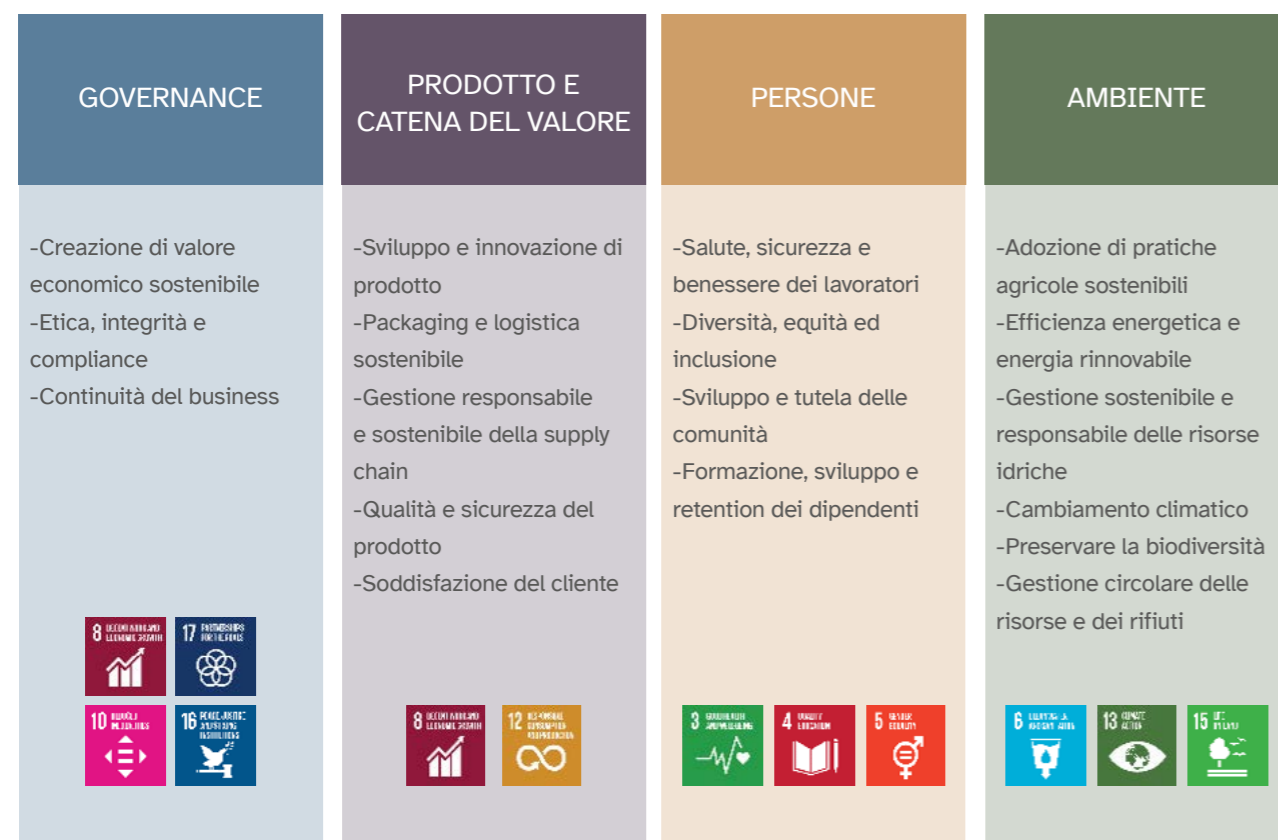 GOVERNANCE
-Creazione di valore
economico sostenibile
-Etica, integrità e
compliance
-Continuità del business
8
17
10
16
PRODOTTO E
CATENA DEL VALORE
-Sviluppo e innovazione di
prodotto
-Packaging e logistica
sostenibile
-Gestione responsabile
e sostenibile della supply
chain
-Qualità e sicurezza del
prodotto
-Soddisfazione del cliente
8
12
PERSONE
-Salute, sicurezza e
benessere dei lavoratori
-Diversità, equità ed
inclusione
-Sviluppo e tutela delle
comunità
-Formazione, sviluppo e
retention dei dipendenti
3
4
5
AMBIENTE
-Adozione di pratiche
agricole sostenibili
-Efficienza energetica e
energia rinnovabile
-Gestione sostenibile e
responsabile delle risorse
idriche
-Cambiamento climatico
-Preservare la biodiversità
-Gestione circolare delle
risorse e dei rifiuti
6
13
15